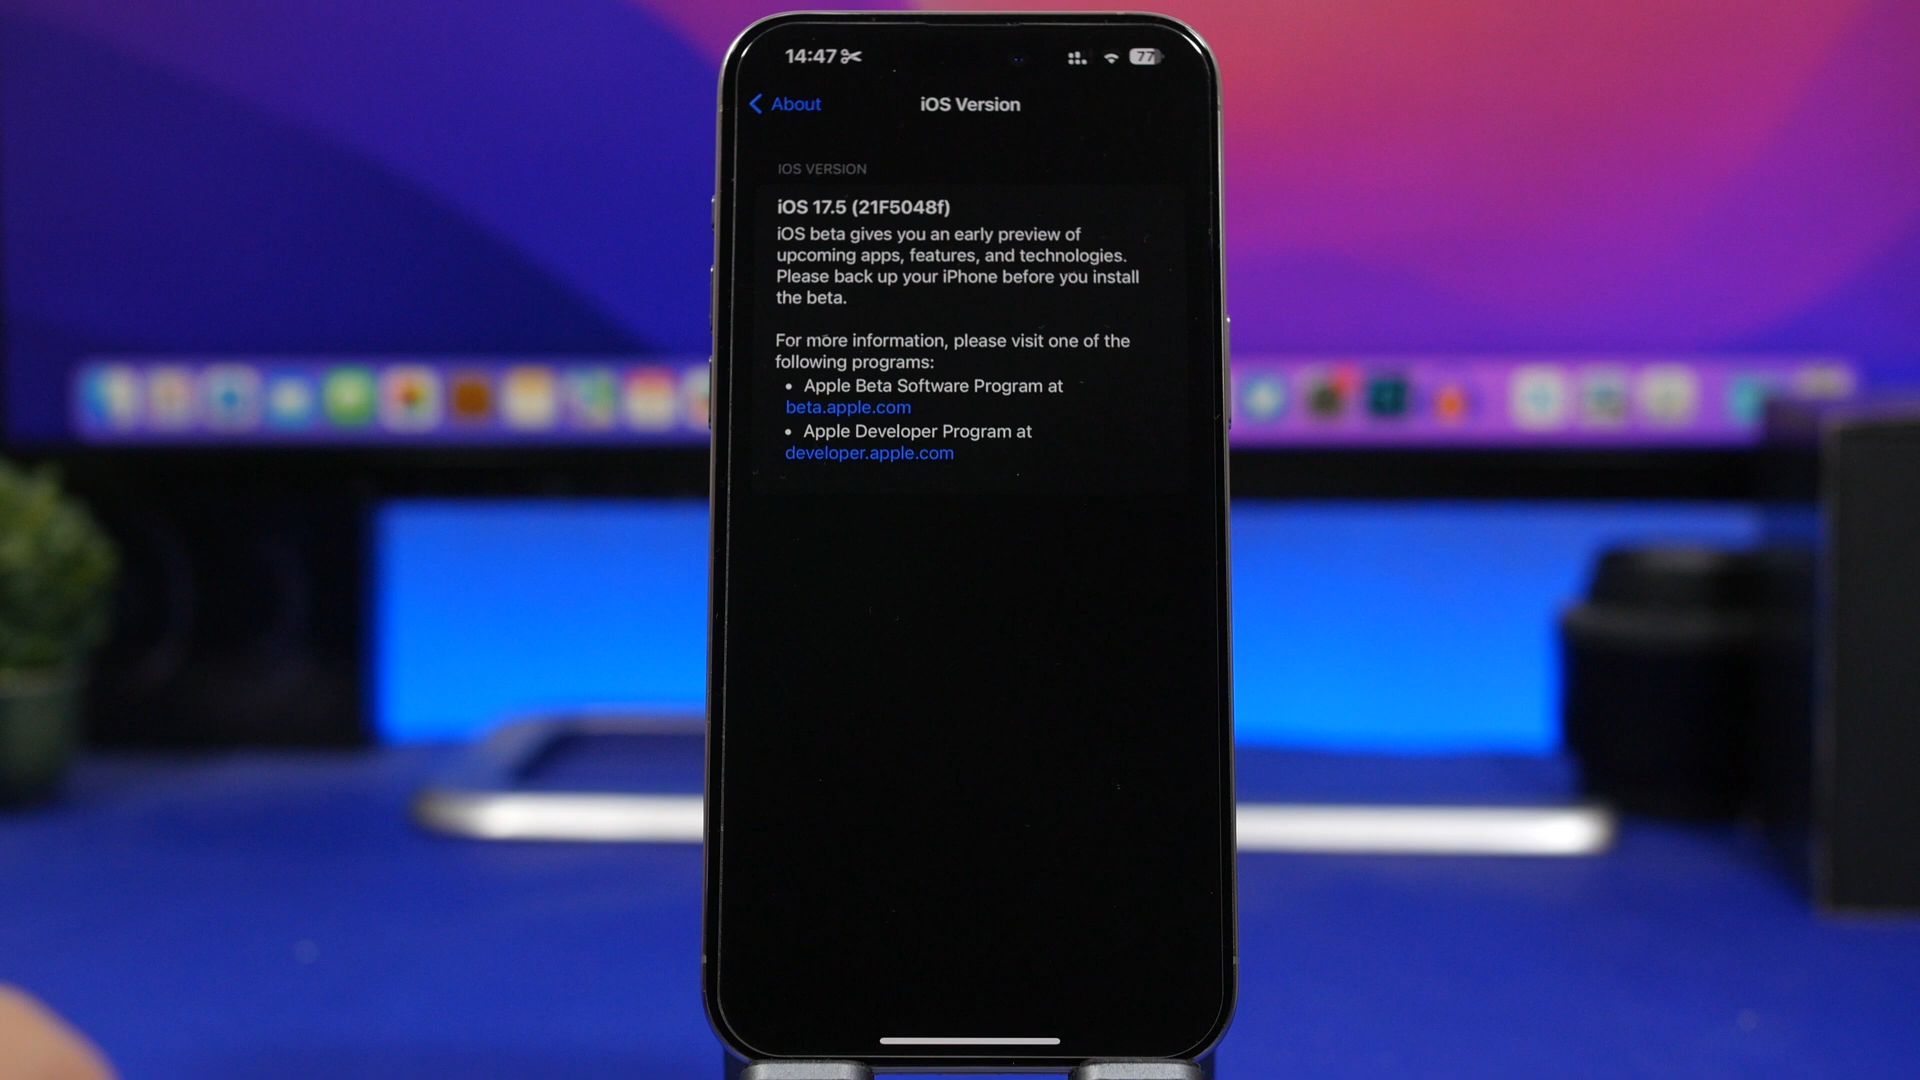 14:47
77
About
iOS Version
IOS VERSION
iOS 17.5 (21F5048f)
iOS beta gives you an early preview of
upcoming apps, features, and technologies.
Please back up your iPhone before you install
the beta.
For more information, please visit one of the
following programs:
• Apple Beta Software Program at
beta.apple.com
• Apple Developer Program at
developer.apple.com